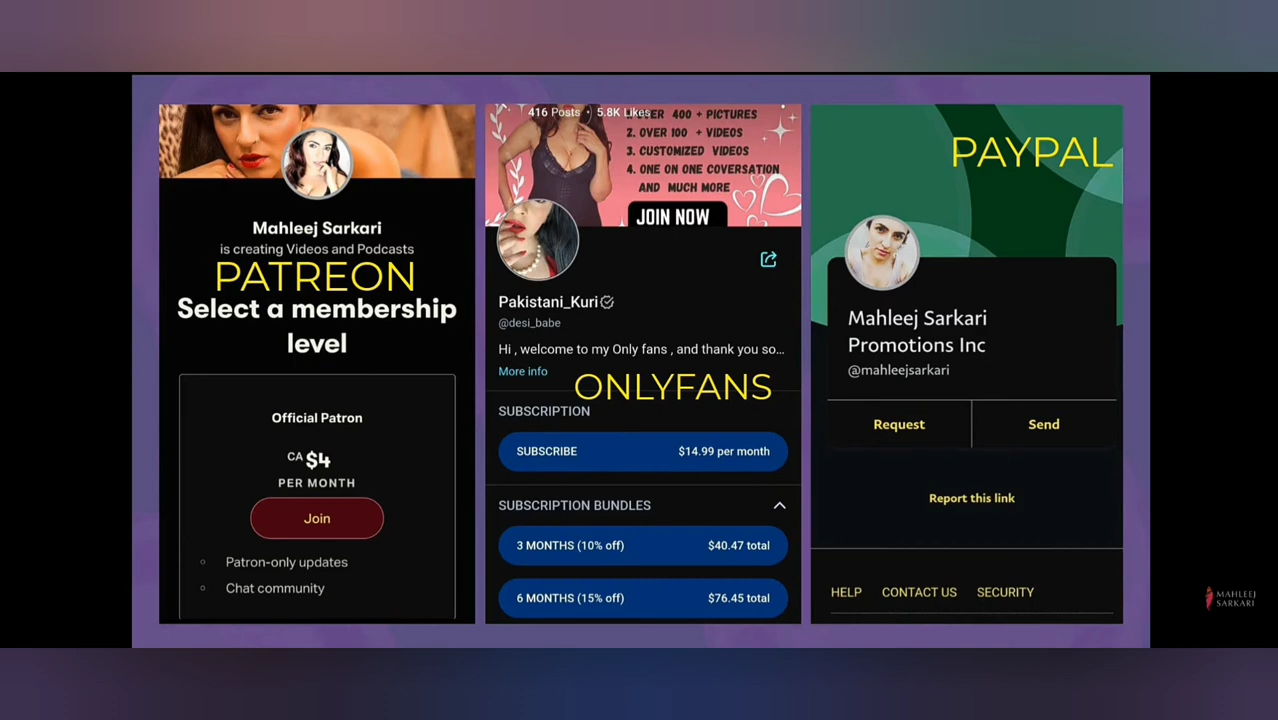 Mahleej Sarkari
is creating Videos and Podcasts
PATREON
Select a membership
level
Official Patron
CA $4
PER MONTH
Join
Patron-only updates
Chat community
416 Posts • 5.8K Likes
OVER 400 + PICTURES
2. OVER 100 + VIDEOS
3. CUSTOMIZED VIDEOS
4. ONE ON ONE COVERSATION
AND MUCH MORE
JOIN NOW
Pakistani_Kuri
@desi_babe
Hi , welcome to my Only fans , and thank you so...
More info
ONLYFANS
SUBSCRIPTION
SUBSCRIBE $14.99 per month
SUBSCRIPTION BUNDLES
3 MONTHS (10% off) $40.47 total
6 MONTHS (15% off) $76.45 total
PAYPAL
Mahleej Sarkari
Promotions Inc
@mahleejsarkari
Request Send
Report this link
HELP CONTACT US SECURITY
MAHLEEJ
SARKARI